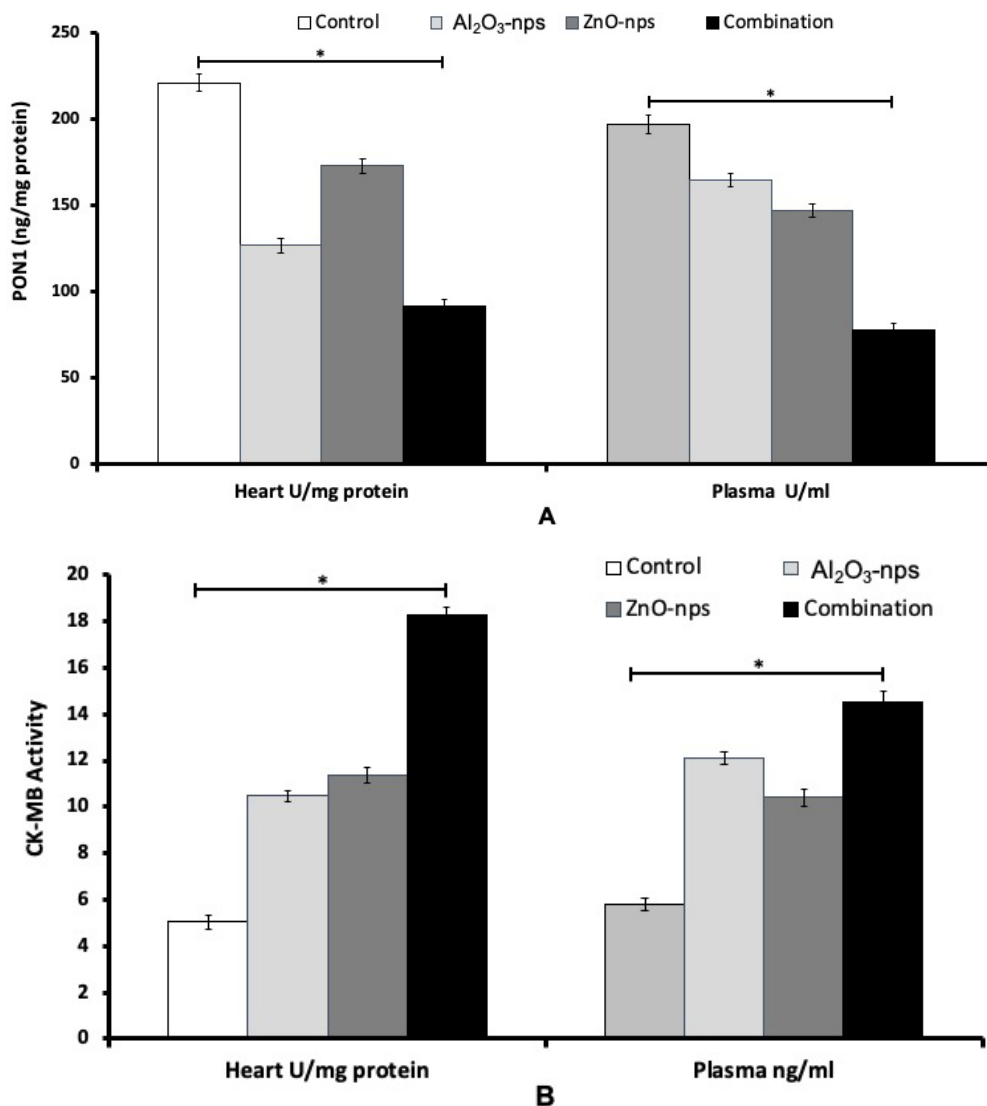 Control Al₂O₃-nps ZnO-nps Combination
250
200
150
100
50
0
PON1 (ng/mg protein)
*
*
Heart U/mg protein Plasma U/ml
A
Control Al₂O₃-nps
ZnO-nps Combination
20
18
16
14
12
10
8
6
4
2
0
CK-MB Activity
*
*
Heart U/mg protein Plasma ng/ml
B